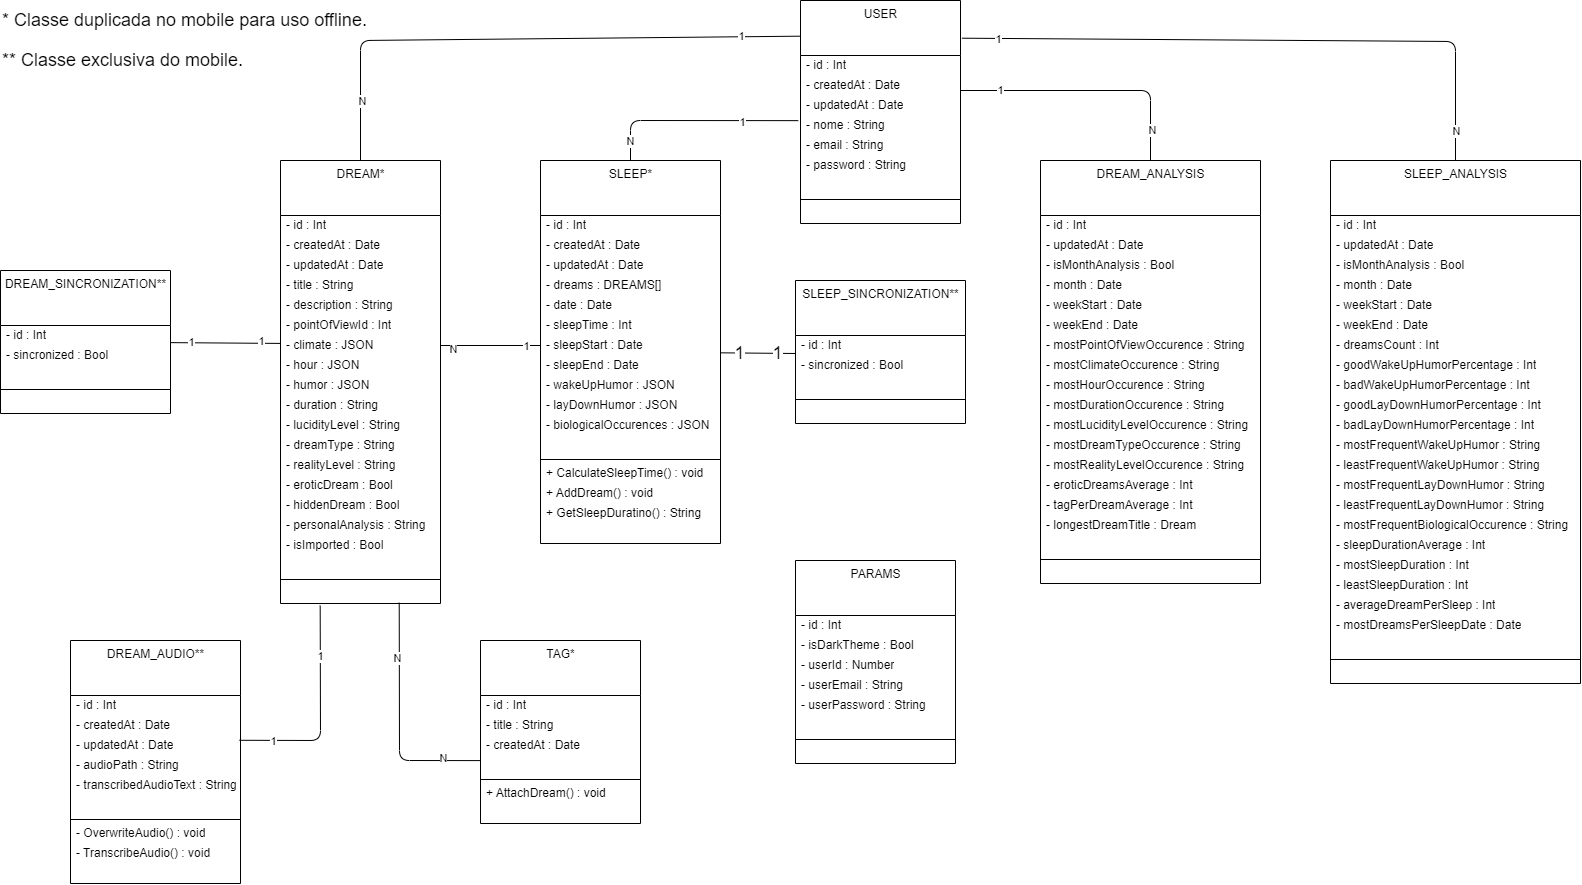 * Classe duplicada no mobile para uso offline.
** Classe exclusiva do mobile.
USER
- id : Int
- createdAt : Date
- updatedAt : Date
- nome : String
- email : String
- password : String
1
N
1
N
1
N
1
N
DREAM*
- id : Int
- createdAt : Date
- updatedAt : Date
- title : String
- description : String
- pointOfViewId : Int
- climate : JSON
- hour : JSON
- humor : JSON
- duration : String
- lucidityLevel : String
- dreamType : String
- realityLevel : String
- eroticDream : Bool
- hiddenDream : Bool
- personalAnalysis : String
- isImported : Bool
SLEEP*
- id : Int
- createdAt : Date
- updatedAt : Date
- dreams : DREAMS[]
- date : Date
- sleepTime : Int
- sleepStart : Date
- sleepEnd : Date
- wakeUpHumor : JSON
- layDownHumor : JSON
- biologicalOccurences : JSON
+ CalculateSleepTime() : void
+ AddDream() : void
+ GetSleepDuratino() : String
DREAM_ANALYSIS
- id : Int
- updatedAt : Date
- isMonthAnalysis : Bool
- month : Date
- weekStart : Date
- weekEnd : Date
- mostPointOfViewOccurence : String
- mostClimateOccurence : String
- mostHourOccurence : String
- mostDurationOccurence : String
- mostLucidityLevelOccurence : String
- mostDreamTypeOccurence : String
- mostRealityLevelOccurence : String
- eroticDreamsAverage : Int
- tagPerDreamAverage : Int
- longestDreamTitle : Dream
SLEEP_ANALYSIS
- id : Int
- updatedAt : Date
- isMonthAnalysis : Bool
- month : Date
- weekStart : Date
- weekEnd : Date
- dreamsCount : Int
- goodWakeUpHumorPercentage : Int
- badWakeUpHumorPercentage : Int
- goodLayDownHumorPercentage : Int
- badLayDownHumorPercentage : Int
- mostFrequentWakeUpHumor : String
- leastFrequentWakeUpHumor : String
- mostFrequentLayDownHumor : String
- leastFrequentLayDownHumor : String
- mostFrequentBiologicalOccurence : String
- sleepDurationAverage : Int
- mostSleepDuration : Int
- leastSleepDuration : Int
- averageDreamPerSleep : Int
- mostDreamsPerSleepDate : Date
DREAM_SINCRONIZATION**
- id : Int
- sincronized : Bool
1
1
N
1
1
1
SLEEP_SINCRONIZATION**
- id : Int
- sincronized : Bool
PARAMS
- id : Int
- isDarkTheme : Bool
- userId : Number
- userEmail : String
- userPassword : String
1
1
N
N
DREAM_AUDIO**
- id : Int
- createdAt : Date
- updatedAt : Date
- audioPath : String
- transcribedAudioText : String
- OverwriteAudio() : void
- TranscribeAudio() : void
TAG*
- id : Int
- title : String
- createdAt : Date
+ AttachDream() : void